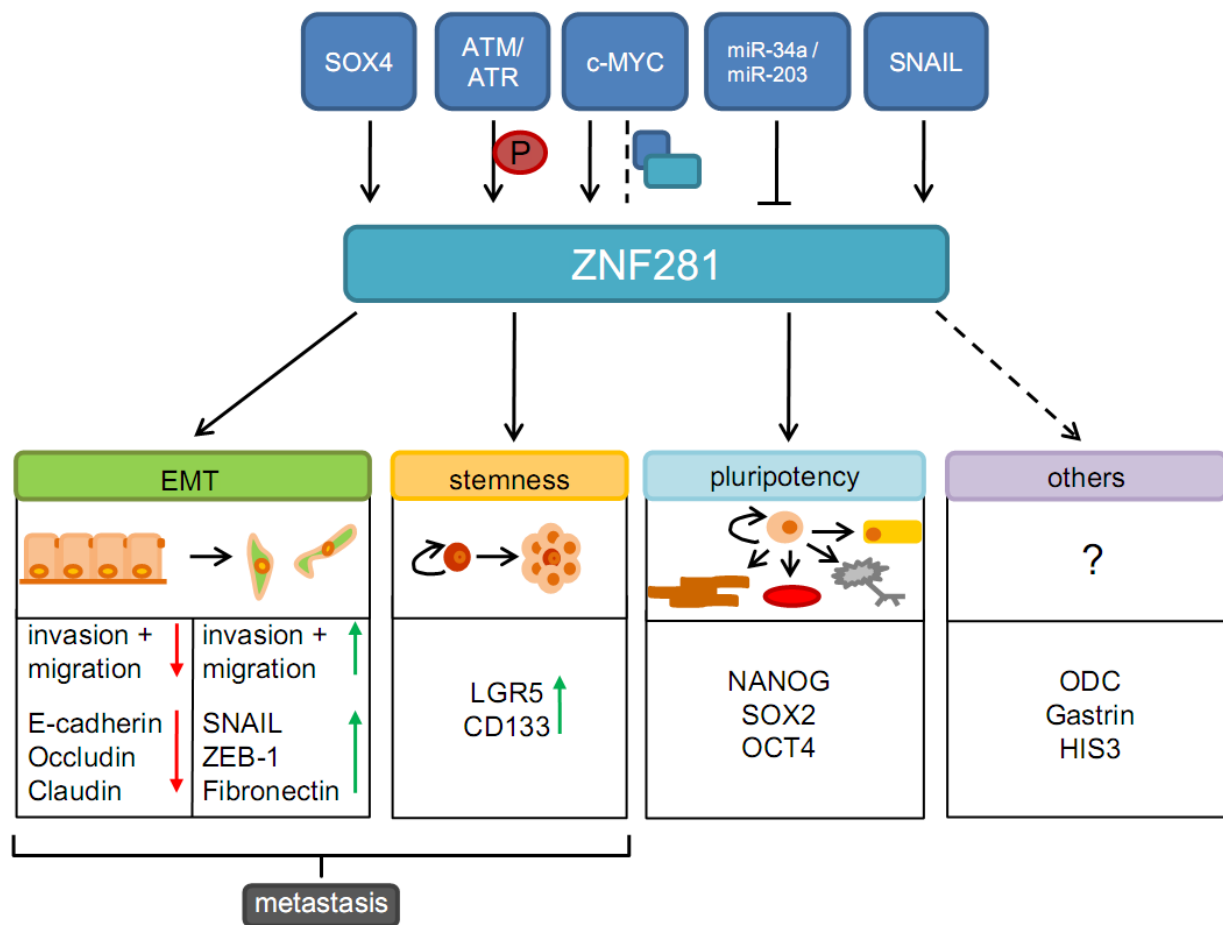 SOX4
ATM/
ATR
c-MYC
miR-34a /
miR-203
SNAIL
P
ZNF281
EMT
stemness
pluripotency
others
?
invasion +
migration
invasion +
migration
E-cadherin
Occludin
Claudin
SNAIL
ZEB-1
Fibronectin
LGR5
CD133
NANOG
SOX2
OCT4
ODC
Gastrin
HIS3
metastasis